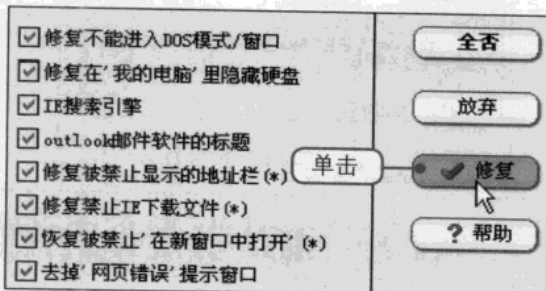 修复不能进入DOS模式/窗口
修复在'我的电脑'里隐藏硬盘
IE搜索引擎
outlook邮件软件的标题
修复被禁止显示的地址栏(*)
修复禁止IE下载文件(*)
恢复被禁止'在新窗口中打开'(*)
去掉'网页错误'提示窗口
全否
放弃
单击
修复
? 帮助